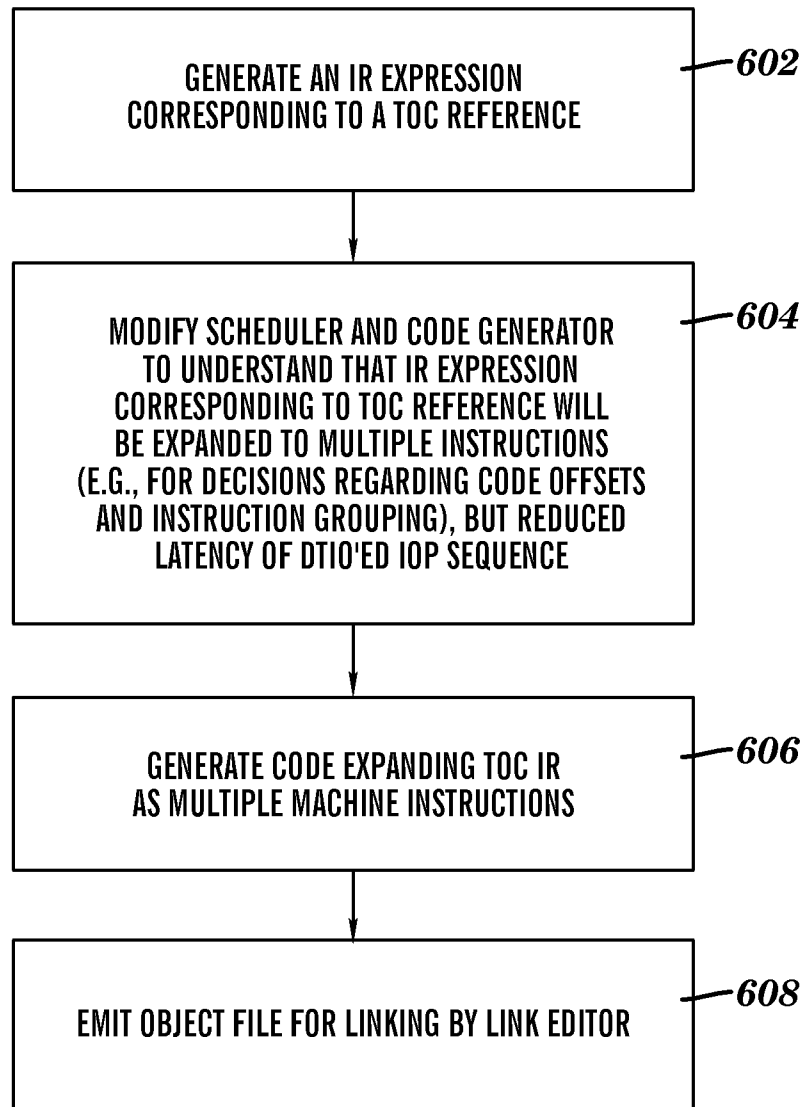 GENERATE AN IR EXPRESSION
CORRESPONDING TO A TOC REFERENCE
602
MODIFY SCHEDULER AND CODE GENERATOR
TO UNDERSTAND THAT IR EXPRESSION
CORRESPONDING TO TOC REFERENCE WILL
BE EXPANDED TO MULTIPLE INSTRUCTIONS
(E.G., FOR DECISIONS REGARDING CODE OFFSETS
AND INSTRUCTION GROUPING), BUT REDUCED
LATENCY OF DTIO'ED IOP SEQUENCE
604
GENERATE CODE EXPANDING TOC IR
AS MULTIPLE MACHINE INSTRUCTIONS
606
EMIT OBJECT FILE FOR LINKING BY LINK EDITOR
608